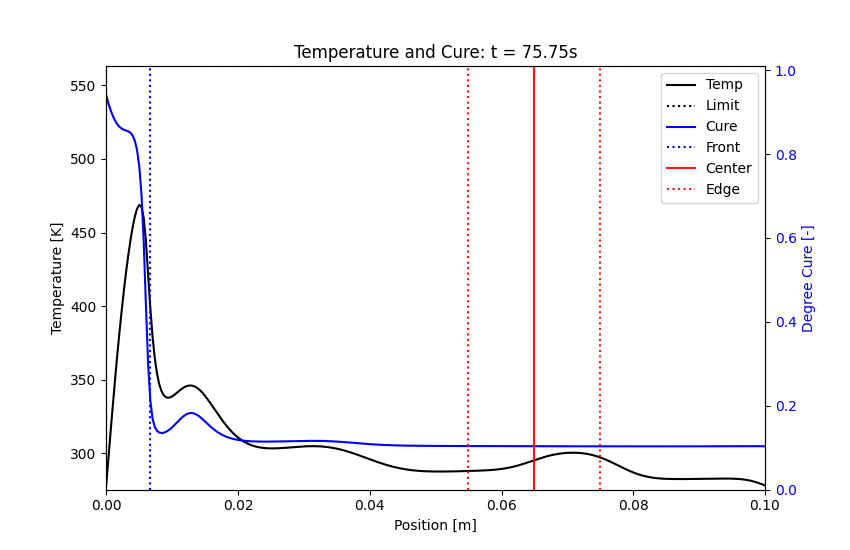 Temperature and Cure: t = 75.75s
550
500
450
400
350
300
Temperature [K]
1.0
0.8
0.6
0.4
0.2
0.0
Degree Cure [-]
Temp
Limit
Cure
Front
Center
Edge
0.00
0.02
0.04
0.06
0.08
0.10
Position [m]